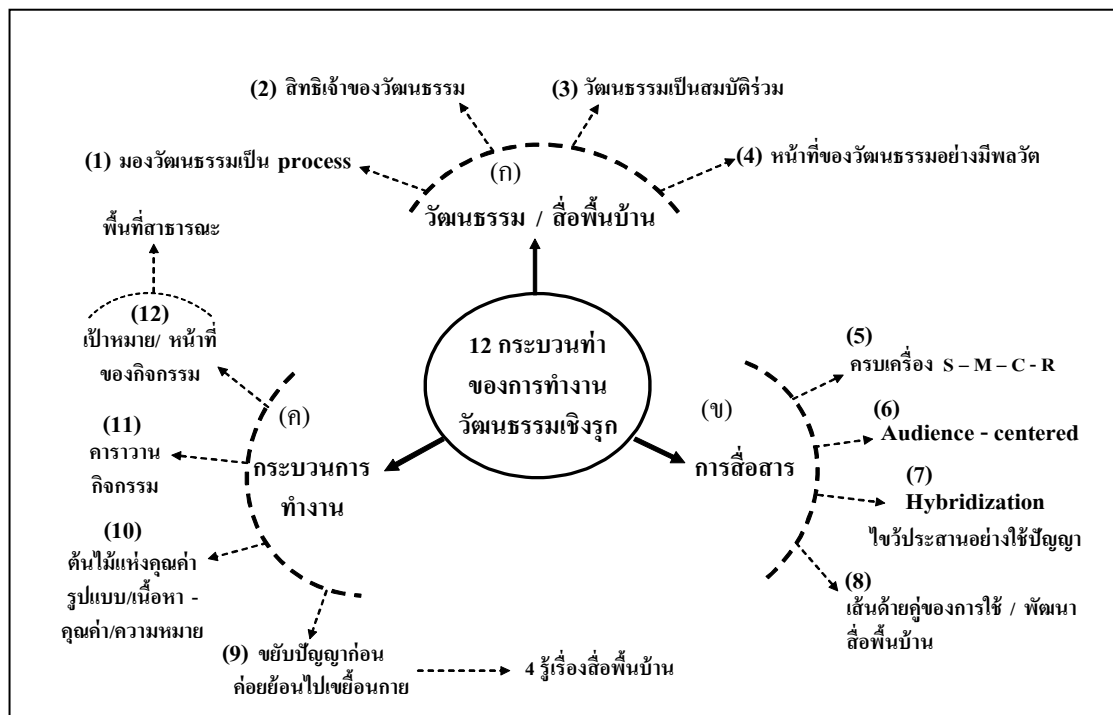 (2) สิทธิเจ้าของวัฒนธรรม
(3) วัฒนธรรมเป็นสมบัติร่วม
(1) มองวัฒนธรรมเป็น process
(4) หน้าที่ของวัฒนธรรมอย่างมีพลวัต
(ก)
วัฒนธรรม / สื่อพื้นบ้าน
พื้นที่สาธารณะ
(12)
เป้าหมาย/ หน้าที่
ของกิจกรรม
12 กระบวนท่า
ของการทำงาน
วัฒนธรรมเชิงรุก
(5)
ครบเครื่อง S – M – C - R
(ข)
การสื่อสาร
(6)
Audience - centered
(7)
Hybridization
ไขว้ประสานอย่างใช้ปัญญา
(8)
เส้นด้ายคู่ของการใช้ / พัฒนา
สื่อพื้นบ้าน
(ค)
กระบวนการ
ทำงาน
(11)
คาราวาน
กิจกรรม
(10)
ต้นไม้แห่งคุณค่า
รูปแบบ/เนื้อหา -
คุณค่า/ความหมาย
(9) ขยับปัญญาก่อน
ค่อยย้อนไปเขยื้อนกาย
4 รู้เรื่องสื่อพื้นบ้าน